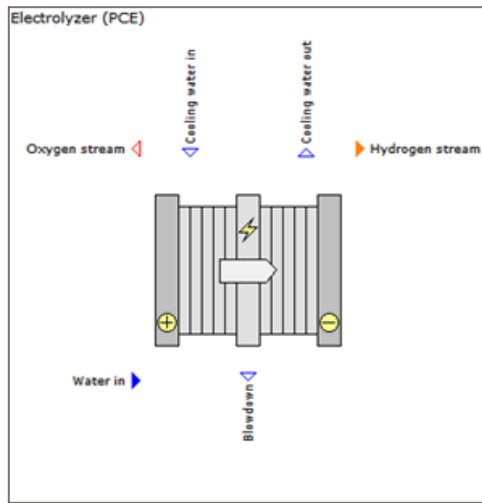 Electrolyzer (PCE)
Cooling water in
Cooling water out
Oxygen stream
Hydrogen stream
+
−
Water in
Blowdown